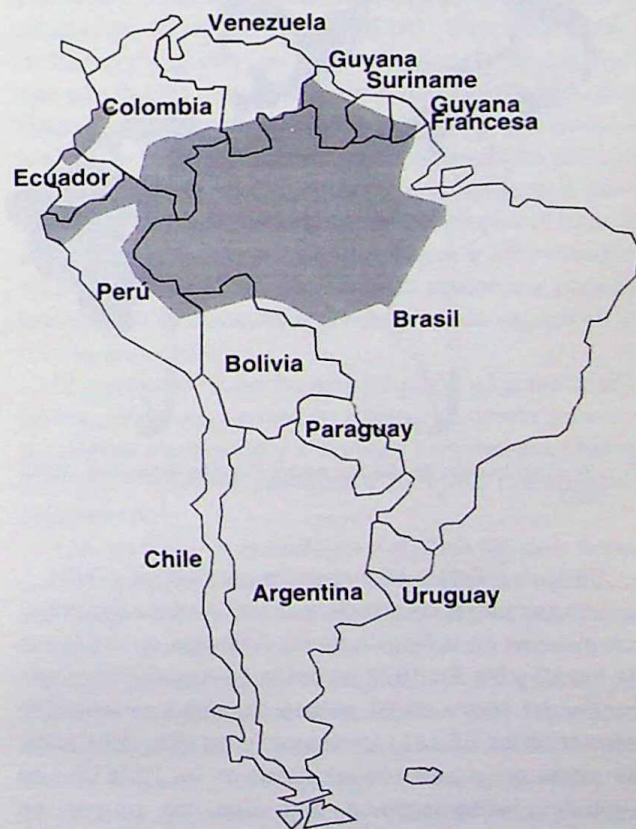 Venezuela
Guyana
Suriname
Colombia
Guyana
Francesa
Ecuador
Perú
Brasil
Bolivia
Paraguay
Chile
Argentina
Uruguay